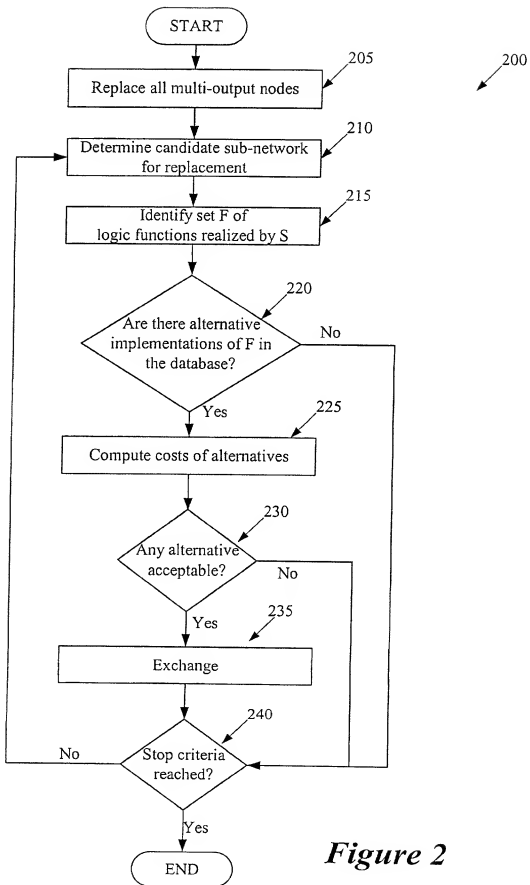 START
205
200
Replace all multi-output nodes
210
Determine candidate sub-network
for replacement
215
Identify set F of
logic functions realized by S
220
Are there alternative
implementations of F in
the database?
No
Yes
225
Compute costs of alternatives
230
Any alternative
acceptable?
No
Yes
235
Exchange
240
Stop criteria
reached?
No
Yes
END
Figure 2